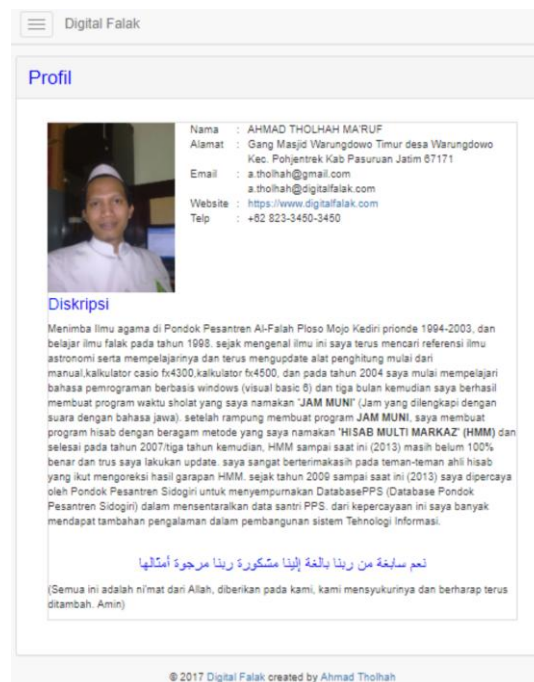 Digital Falak
Profil
Nama : AHMAD THOLHAH MA'RUF
Alamat : Gang Masjid Warungdowo Timur desa Warungdowo
Kec. Pohjentrek Kab Pasuruan Jatim 67171
Email : a.tholhah@gmail.com
a.tholhah@digitalfalak.com
Website : https://www.digitalfalak.com
Telp : +62 823-3450-3450
Diskripsi
Menimba Ilmu agama di Pondok Pesantren Al-Falah Ploso Mojo Kediri prionde 1994-2003, dan
belajar ilmu falak pada tahun 1998. sejak mengenal ilmu ini saya terus mencari referensi ilmu
astronomi serta mempelajarinya dan terus mengupdate alat penghitung mulai dari
manual,kalkulator casio fx4300,kalkulator fx4500, dan pada tahun 2004 saya mulai mempelajari
bahasa pemrograman berbasis windows (visual basic 6) dan tiga bulan kemudian saya berhasil
membuat program waktu sholat yang saya namakan "JAM MUNI" (Jam yang dilengkapi dengan
suara dengan bahasa jawa). setelah rampung membuat program JAM MUNI, saya membuat
program hisab dengan beragam metode yang saya namakan "HISAB MULTI MARKAZ" (HMM) dan
selesai pada tahun 2007/tiga tahun kemudian, HMM sampai saat ini (2013) masih belum 100%
benar dan trus saya lakukan update. saya sangat berterimakasih pada teman-teman ahli hisab
yang ikut mengoreksi hasil garapan HMM. sejak tahun 2009 sampai saat ini (2013) saya dipercaya
oleh Pondok Pesantren Sidogiri untuk menyempurnakan DatabasePPS (Database Pondok
Pesantren Sidogiri) dalam mensentaralkan data santri PPS. dari kepercayaan ini saya banyak
mendapat tambahan pengalaman dalam pembangunan sistem Tehnologi Informasi.
نعم سابغة من ربنا بالغة إلينا مشكورة ربنا مرجوة أمثالها
(Semua ini adalah ni'mat dari Allah, diberikan pada kami, kami mensyukurinya dan berharap terus
ditambah. Amin)
© 2017 Digital Falak created by Ahmad Tholhah